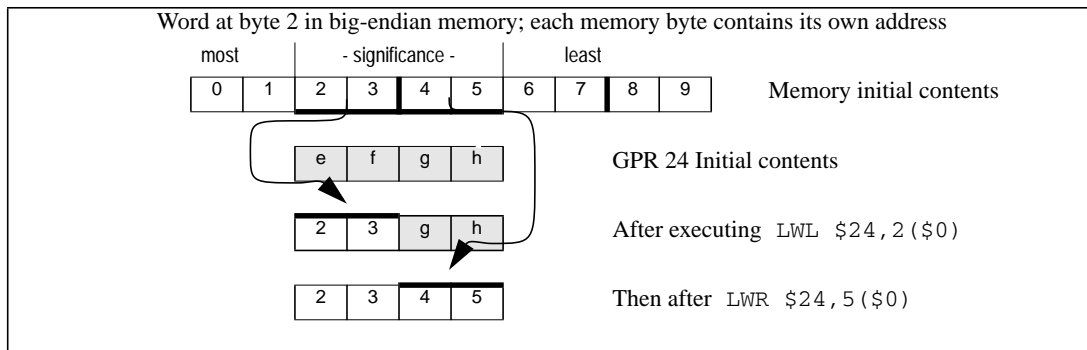 Word at byte 2 in big-endian memory; each memory byte contains its own address
most - significance - least
0 1 2 3 4 5 6 7 8 9 Memory initial contents
e f g h GPR 24 Initial contents
2 3 g h After executing LWL $24,2($0)
2 3 4 5 Then after LWR $24,5($0)